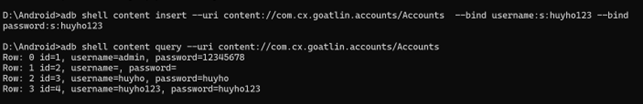 D:\Android>adb shell content insert --uri content://com.cx.goatlin.accounts/Accounts  --bind username:s:huyho123 --bind
password:s:huyho123
D:\Android>adb shell content query --uri content://com.cx.goatlin.accounts/Accounts
Row: 0 id=1, username=admin, password=12345678
Row: 1 id=2, username=, password=
Row: 2 id=3, username=huyho, password=huyho
Row: 3 id=4, username=huyho123, password=huyho123